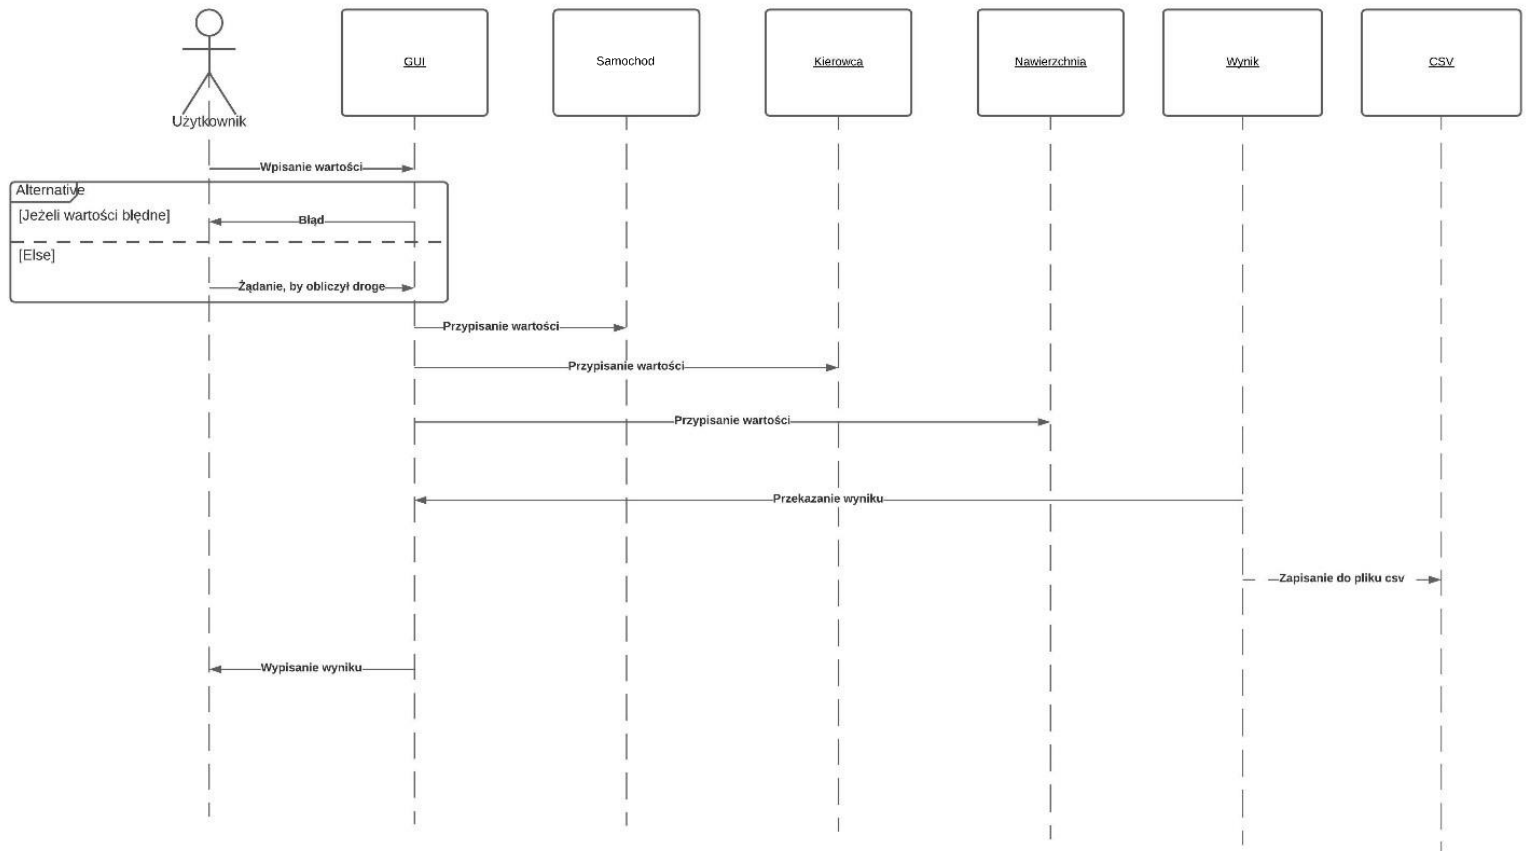 Użytkownik
GUI
Samochod
Kierowca
Nawierzchnia
Wynik
CSV
Wpisanie wartości
Alternative
[Jeżeli wartości błędne]
Błąd
[Else]
Żądanie, by obliczył droge
Przypisanie wartości
Przypisanie wartości
Przypisanie wartości
Przekazanie wyniku
Zapisanie do pliku csv
Wypisanie wyniku